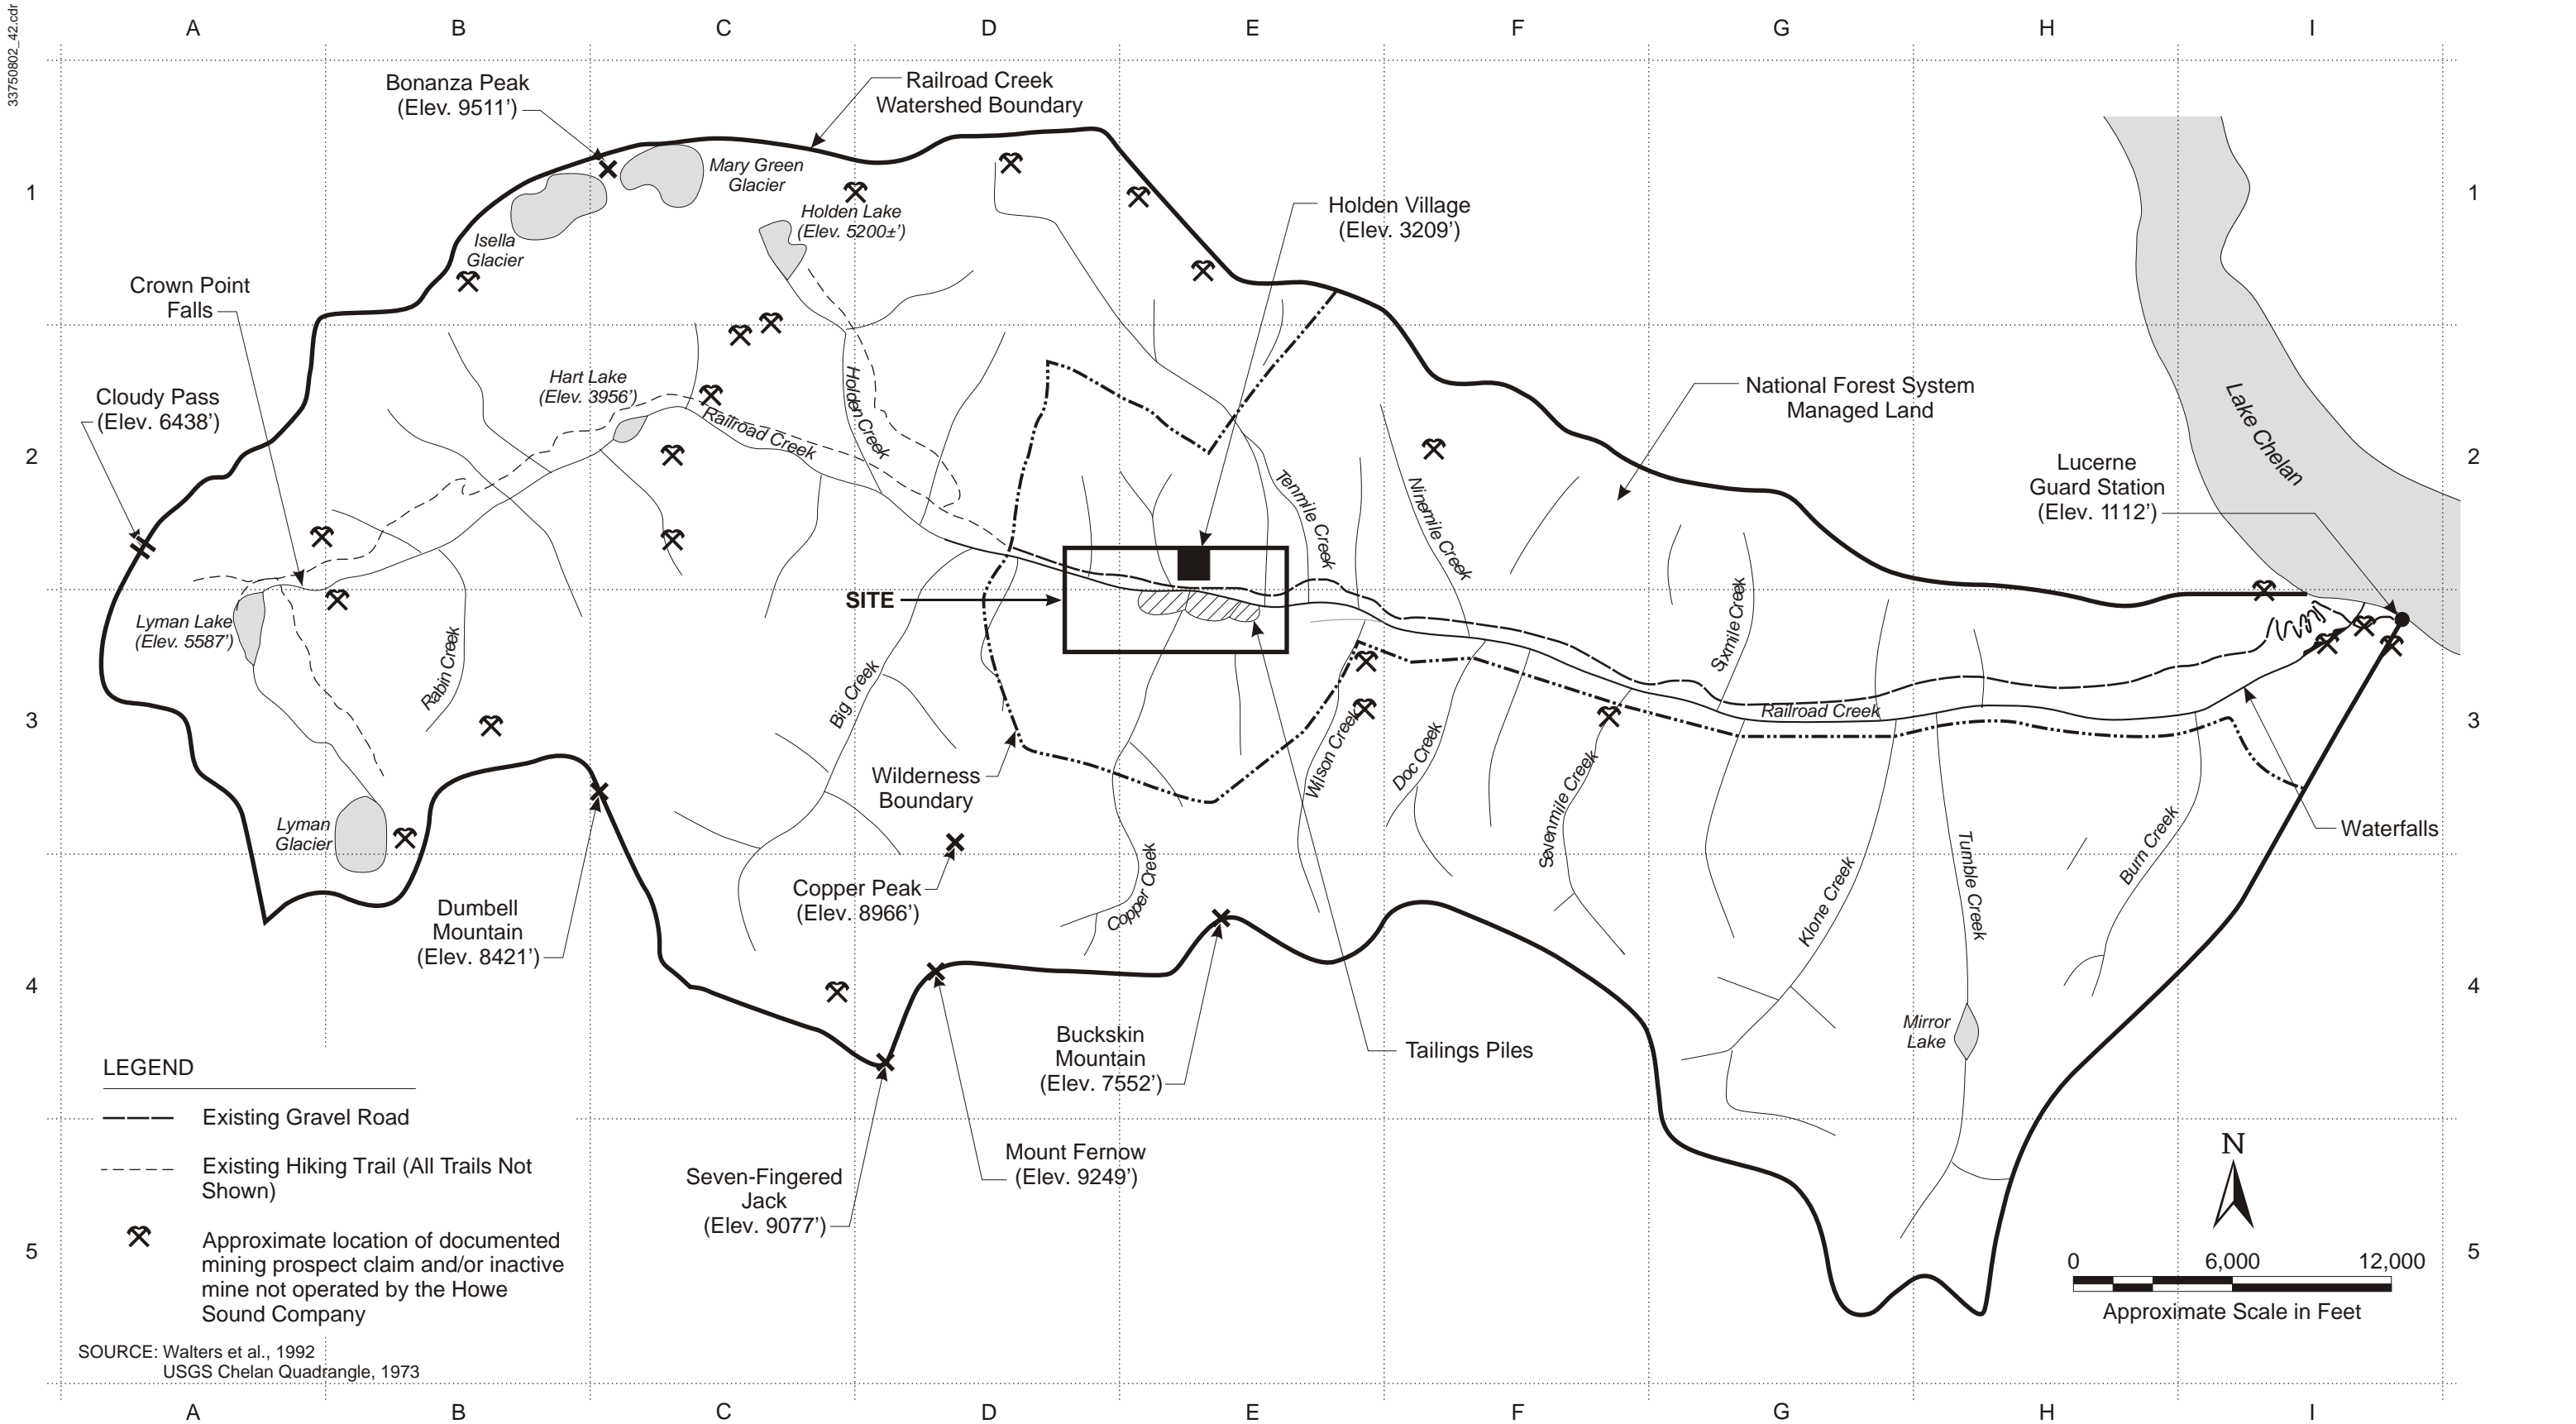 33750802_42.cdr
A B C D E F G H I
Bonanza Peak
(Elev. 9511’)
Railroad Creek
Watershed Boundary
Mary Green
Glacier
1
1
Holden Lake
(Elev. 5200±’)
Holden Village
(Elev. 3209’)
Isella
Glacier
Crown Point
Falls
Hart Lake
(Elev. 3956’)
Cloudy Pass
(Elev. 6438’)
National Forest System
Managed Land
Holden Creek
Railroad Creek
Lake Chelan
2
2
Lucerne
Guard Station
(Elev. 1112’)
Tenmile Creek
Ninemile Creek
SITE
Lyman Lake
(Elev. 5587’)
Rabin Creek
Big Creek
Sixmile Creek
3
3
Railroad Creek
Wilson Creek
Doc Creek
Sevenmile Creek
Wilderness
Boundary
Lyman
Glacier
Waterfalls
Copper Creek
Klone Creek
Tumble Creek
Burn Creek
Copper Peak
(Elev. 8966’)
Dumbell
Mountain
(Elev. 8421’)
4
4
Mirror
Lake
Buckskin
Mountain
(Elev. 7552’)
Tailings Piles
LEGEND
Existing Gravel Road
Existing Hiking Trail (All Trails Not
Shown)
Approximate location of documented
mining prospect claim and/or inactive
mine not operated by the Howe
Sound Company
Mount Fernow
(Elev. 9249’)
Seven-Fingered
Jack
(Elev. 9077’)
N
5
5
0 6,000 12,000
Approximate Scale in Feet
SOURCE: Walters et al., 1992
USGS Chelan Quadrangle, 1973
A B C D E F G H I